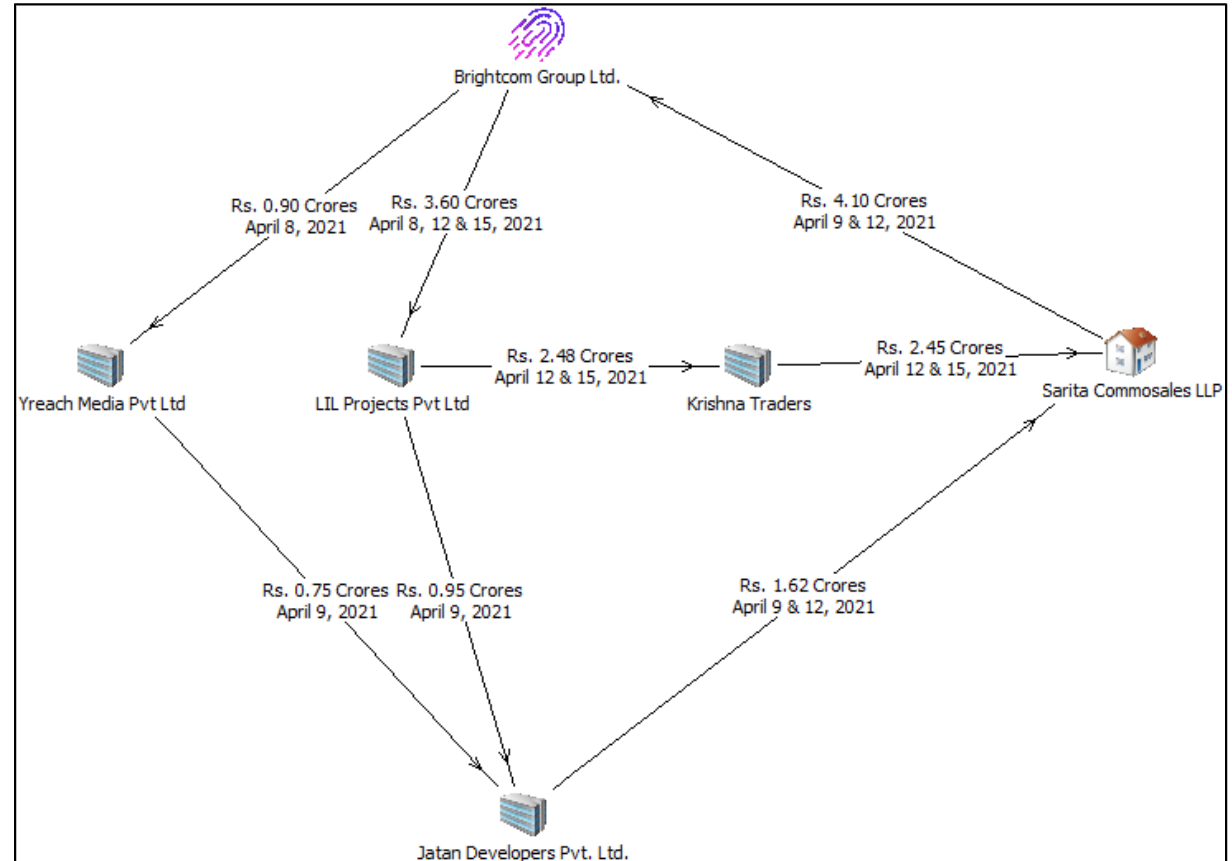 Brightcom Group Ltd.
Rs. 0.90 Crores
April 8, 2021
Rs. 3.60 Crores
April 8, 12 & 15, 2021
Rs. 4.10 Crores
April 9 & 12, 2021
Yreach Media Pvt Ltd
LIL Projects Pvt Ltd
Rs. 2.48 Crores
April 12 & 15, 2021
Krishna Traders
Rs. 2.45 Crores
April 12 & 15, 2021
Sarita Commosales LLP
Rs. 0.75 Crores
April 9, 2021
Rs. 0.95 Crores
April 9, 2021
Rs. 1.62 Crores
April 9 & 12, 2021
Jatan Developers Pvt. Ltd.